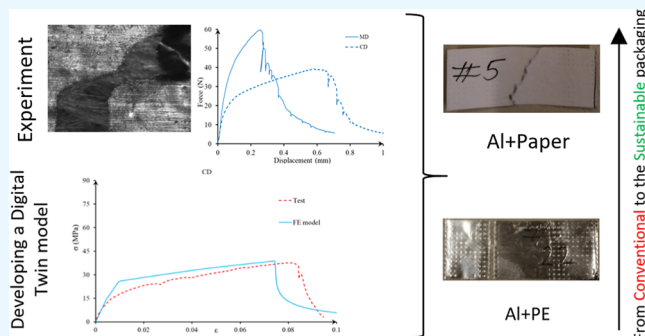 Experiment
60
50
40
30
20
10
0
Force (N)
MD
CD
0
0.2
0.4
0.6
0.8
1
Displacement (mm)
CD
Developing a Digital
Twin model
90
75
60
45
30
15
0
σ (MPa)
Test
FE model
0
0.02
0.04
0.06
0.08
0.1
ε
#5
Al+Paper
Al+PE
From Conventional to the Sustainable packaging